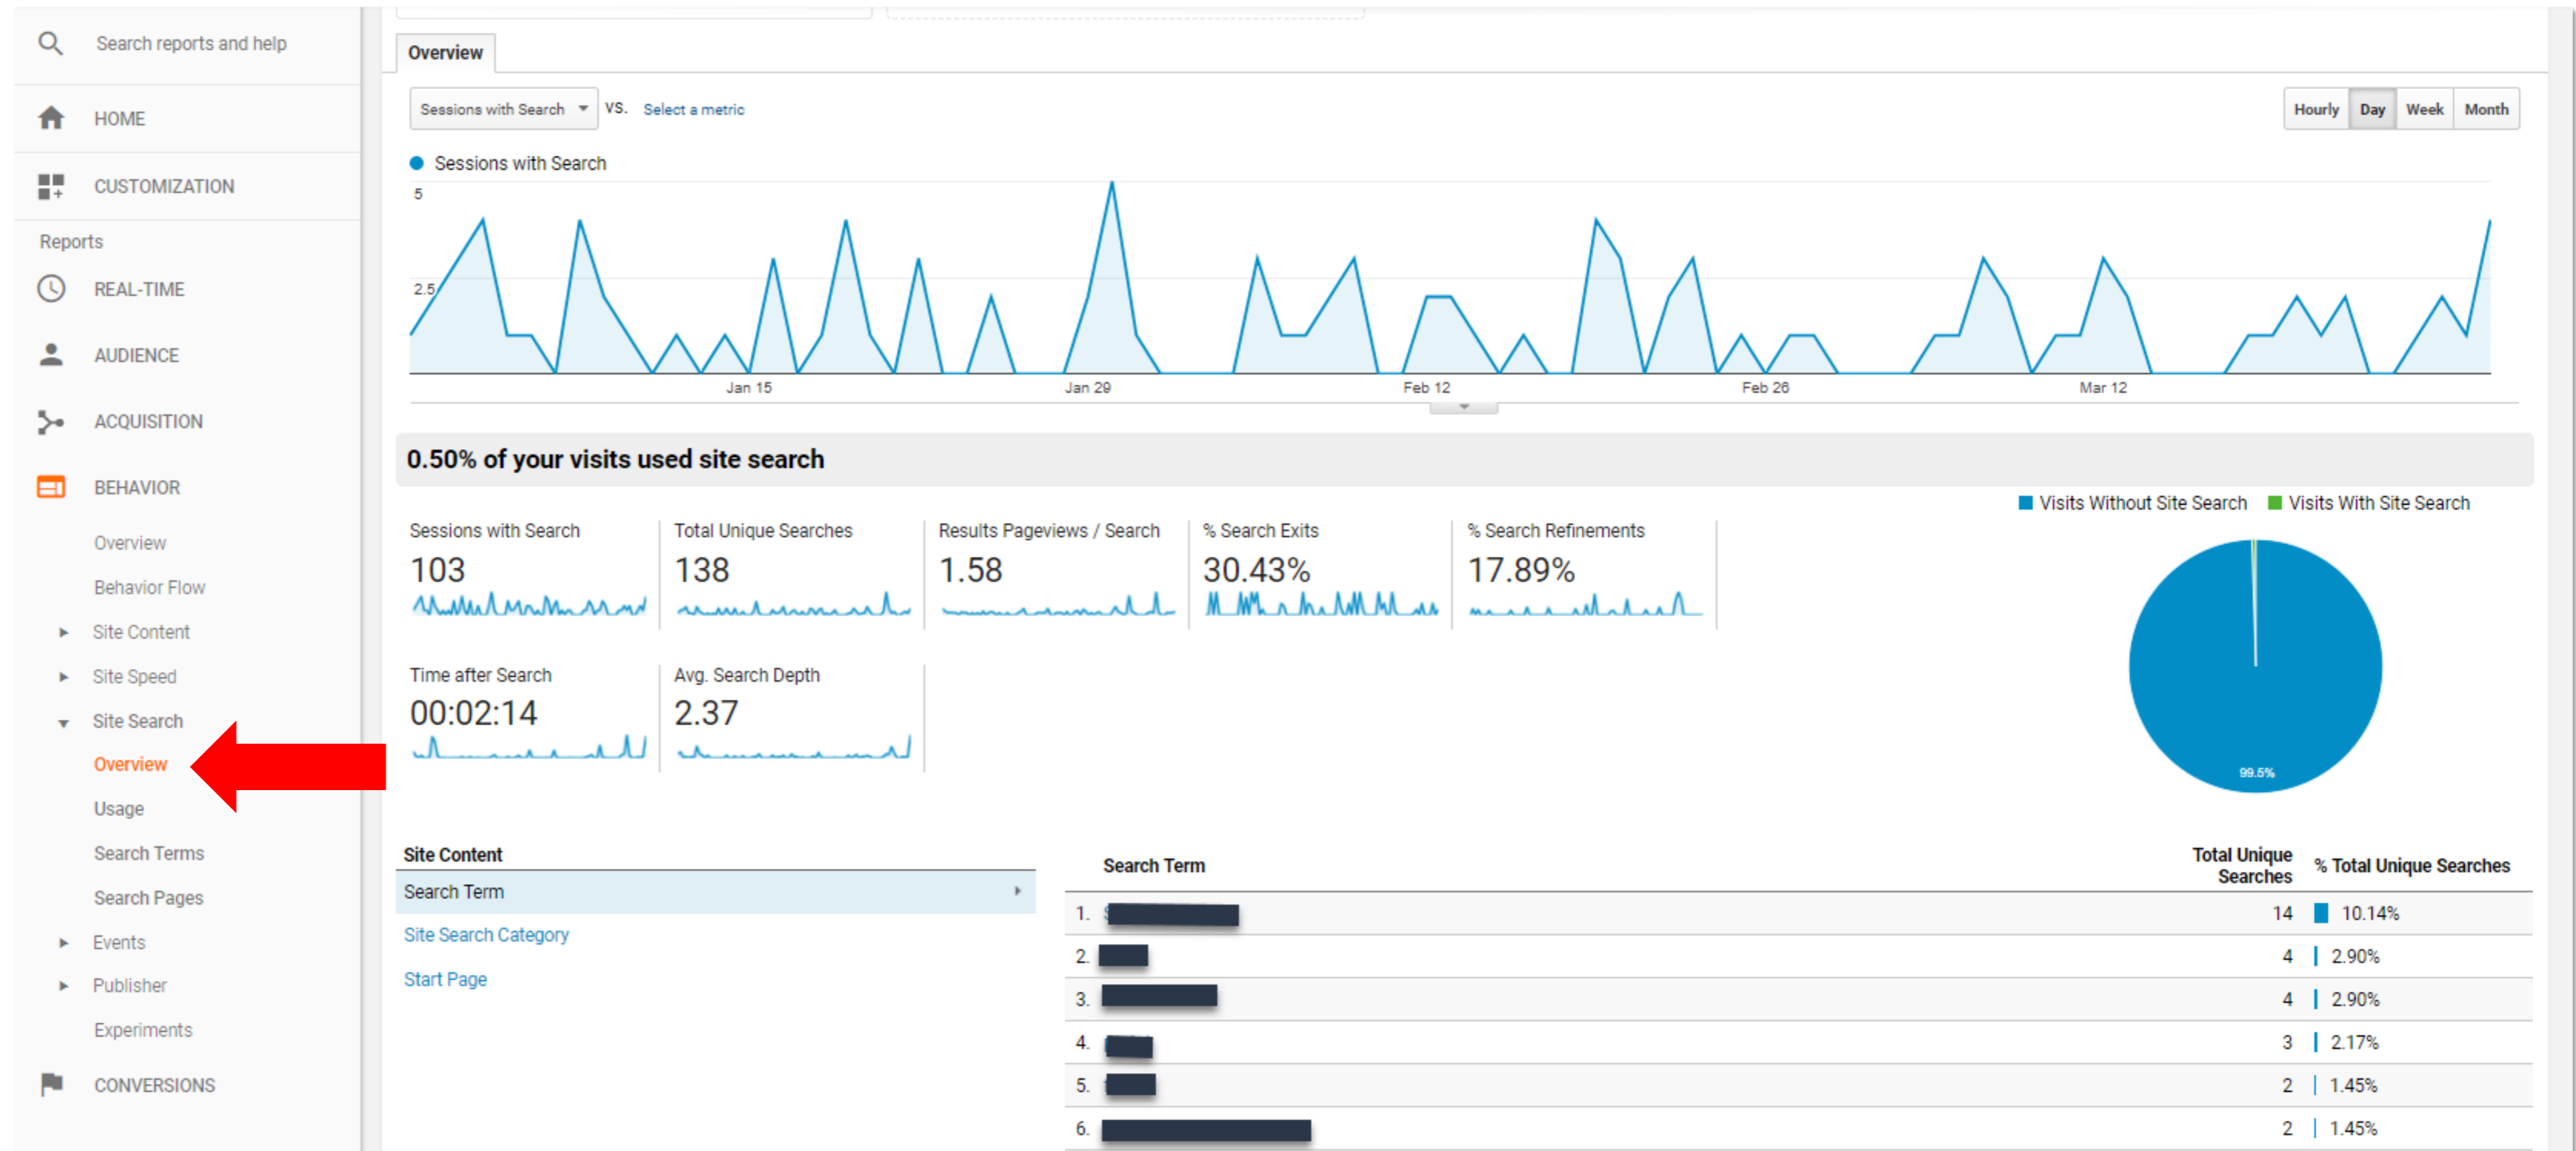 Search reports and help
HOME
CUSTOMIZATION
Reports
REAL-TIME
AUDIENCE
ACQUISITION
BEHAVIOR
Overview
Behavior Flow
Site Content
Site Speed
Site Search
Overview
Usage
Search Terms
Search Pages
Events
Publisher
Experiments
CONVERSIONS
Overview
Sessions with Search VS. Select a metric
Hourly Day Week Month
Sessions with Search
5
2.5
Jan 15 Jan 29 Feb 12 Feb 26 Mar 12
0.50% of your visits used site search
Visits Without Site Search Visits With Site Search
Sessions with Search
103
Total Unique Searches
138
Results Pageviews / Search
1.58
% Search Exits
30.43%
% Search Refinements
17.89%
Time after Search
00:02:14
Avg. Search Depth
2.37
99.5%
Site Content
Search Term
Site Search Category
Start Page
Search Term
Total Unique
Searches
% Total Unique Searches
1. 14 10.14%
2. 4 2.90%
3. 4 2.90%
4. 3 2.17%
5. 2 1.45%
6. 2 1.45%